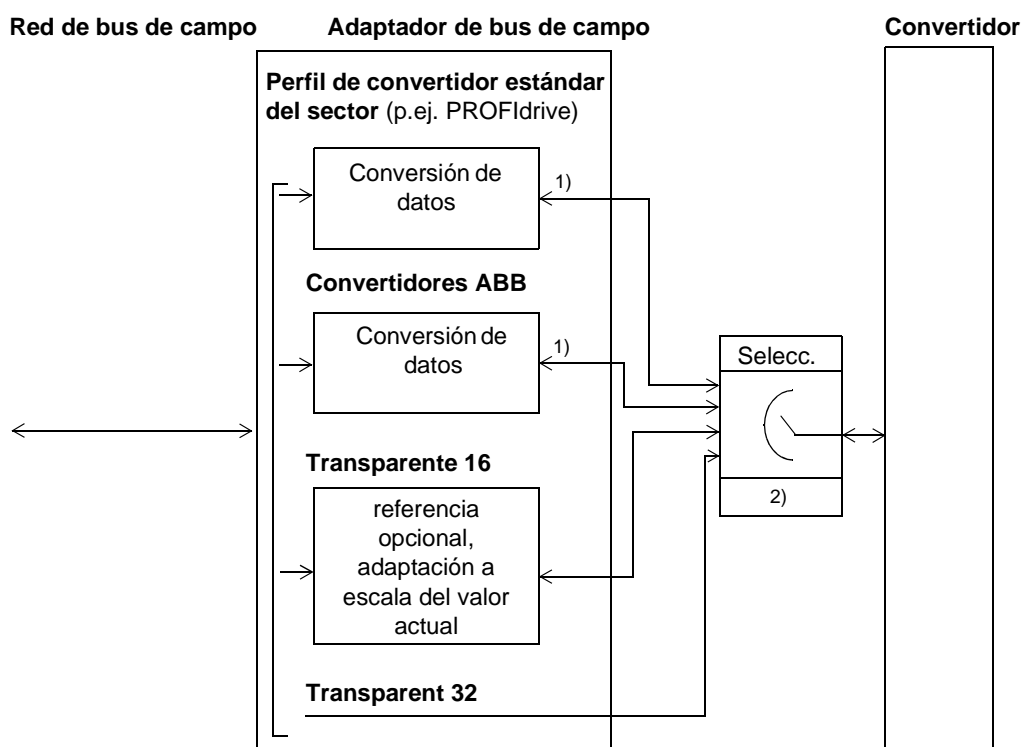 Red de bus de campo
Adaptador de bus de campo
Convertidor
Perfil de convertidor estándar
del sector (p.ej. PROFIdrive)
Conversión de
datos
1)
Convertidores ABB
Conversión de
datos
1)
Selecc.
2)
Transparente 16
referencia
opcional,
adaptación a
escala del valor
actual
Transparent 32